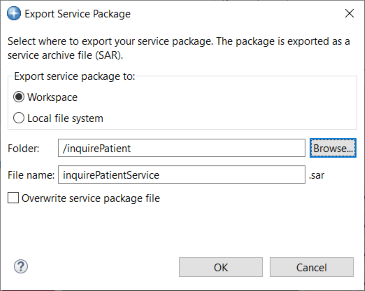 Export Service Package
Select where to export your service package. The package is exported as a
service archive file (SAR).
Export service package to:
Workspace
Local file system
Folder: /inquirePatient Browse...
File name: inquirePatientService .sar
Overwrite service package file
? OK Cancel